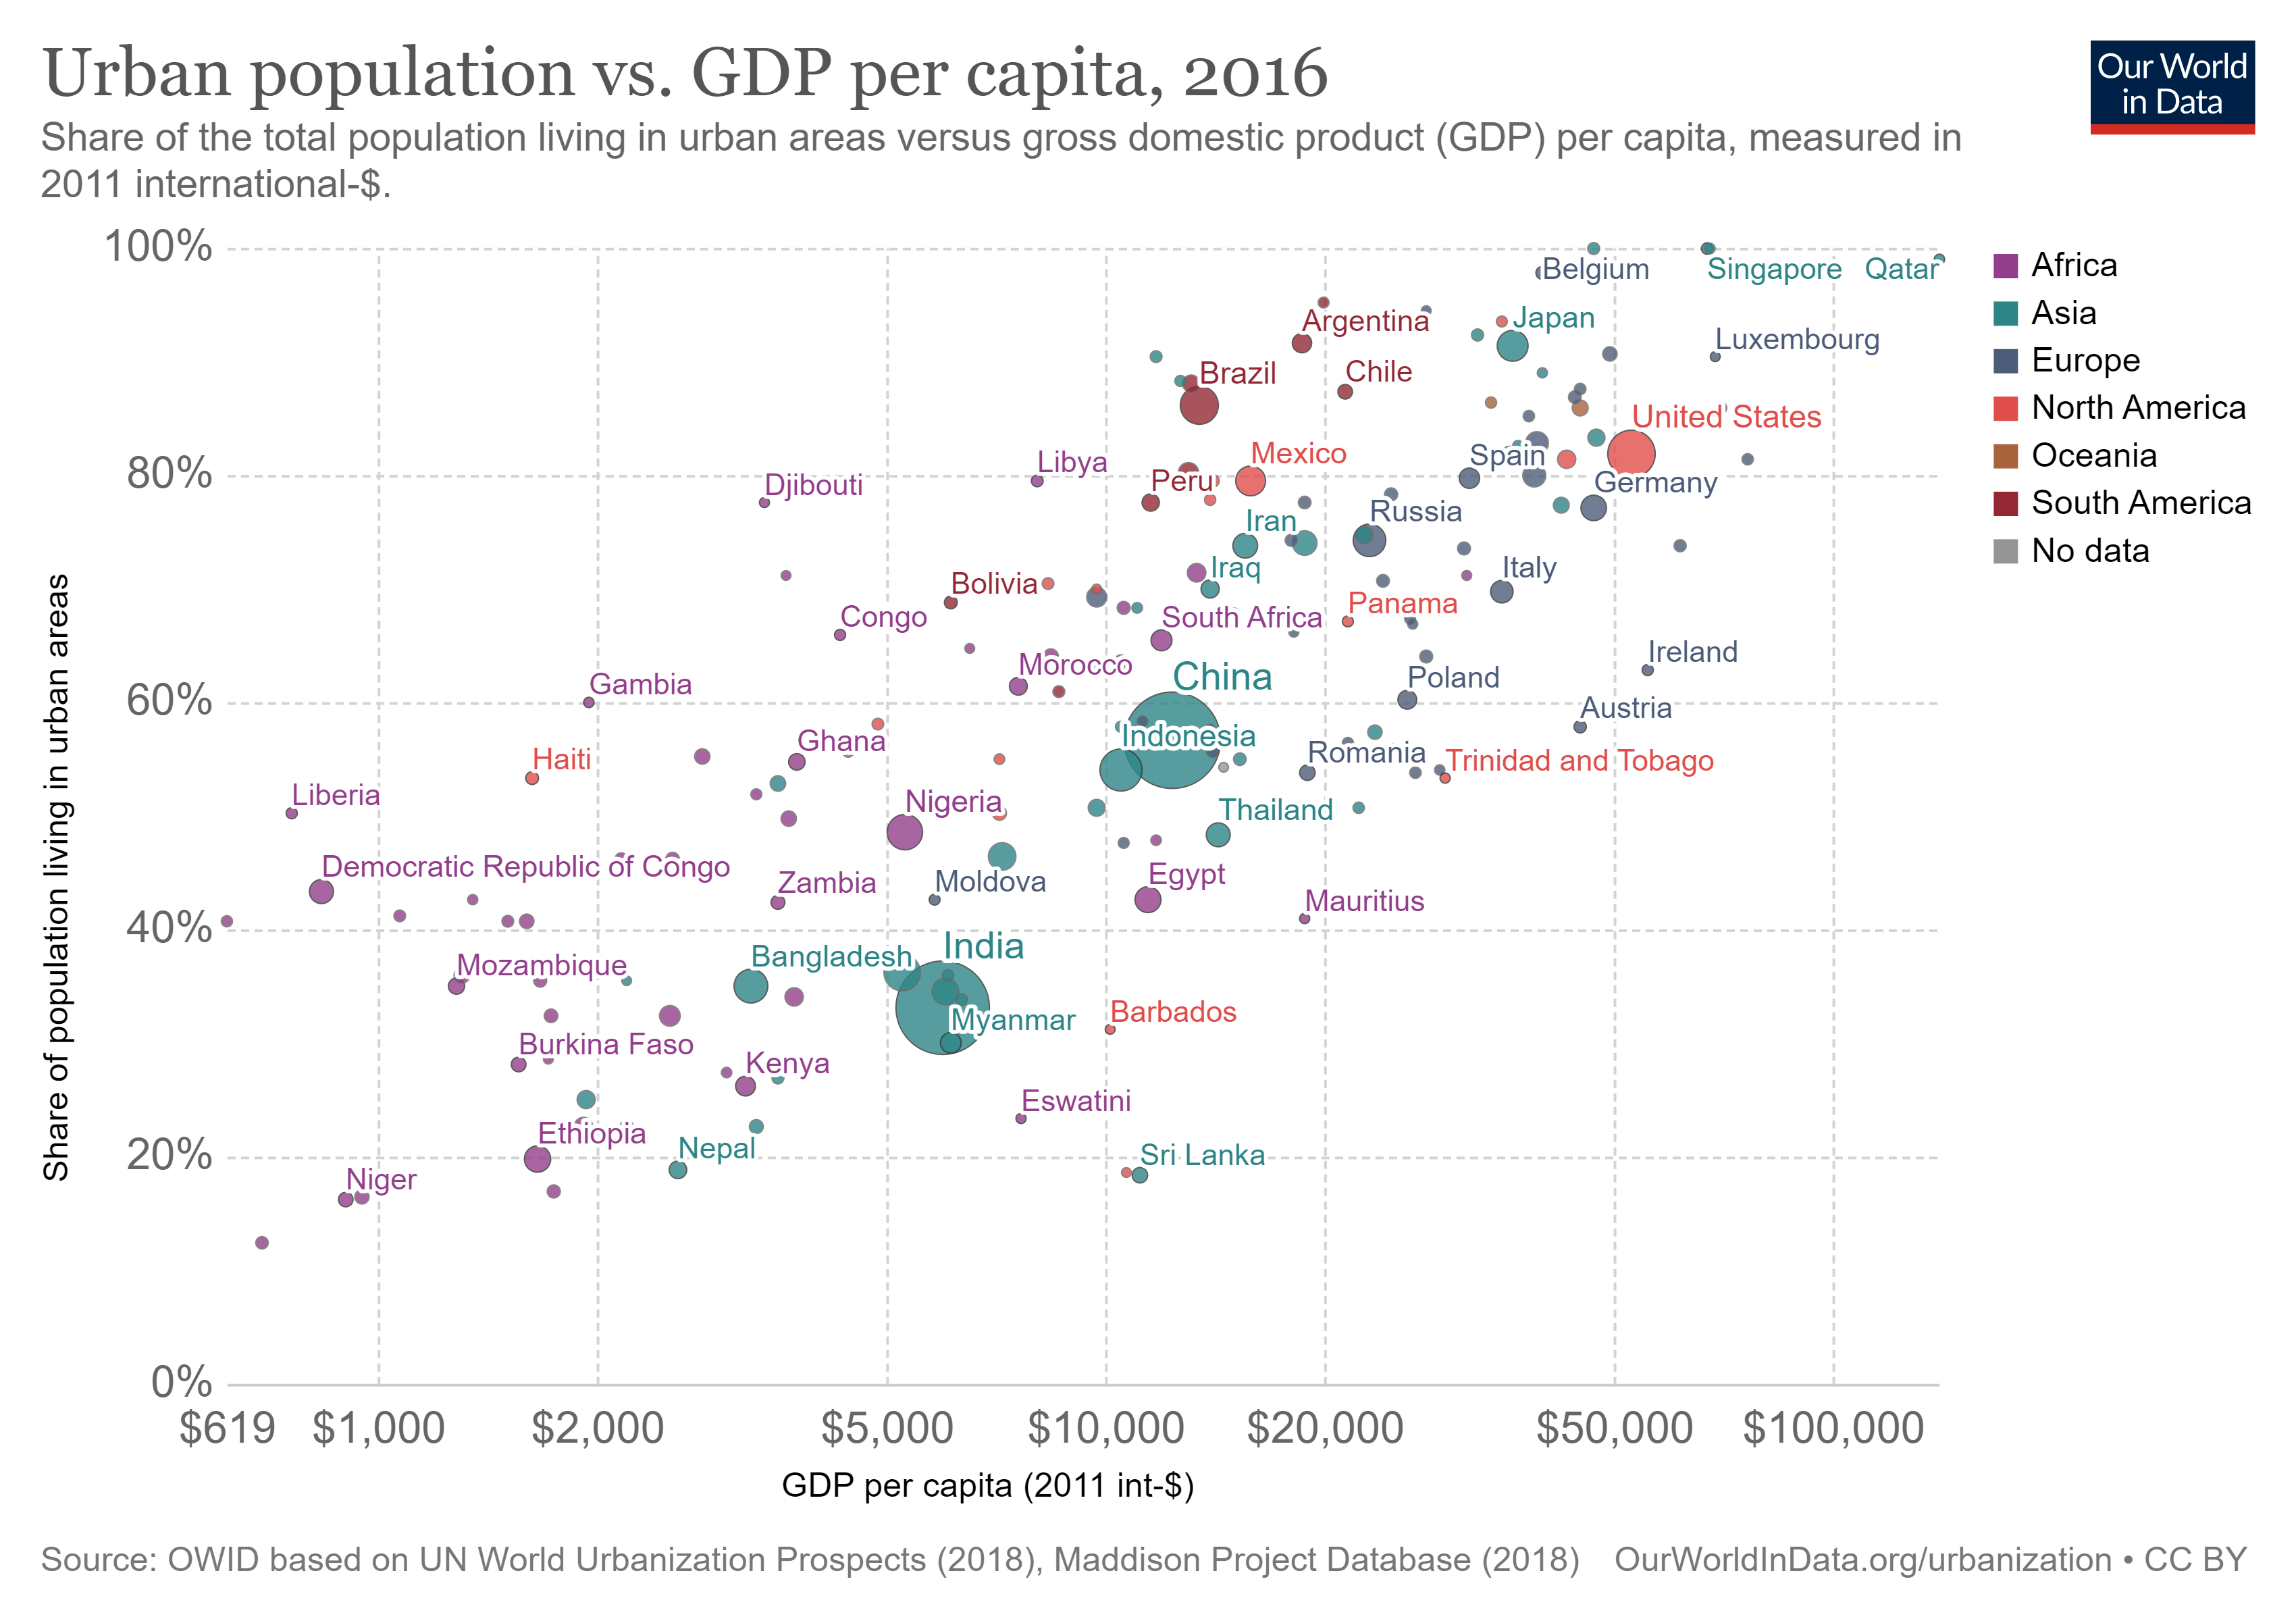 Urban population vs. GDP per capita, 2016
Our World
in Data
Share of the total population living in urban areas versus gross domestic product (GDP) per capita, measured in
2011 international-$.
100%
80%
60%
40%
20%
0%
Share of population living in urban areas
Belgium
Singapore
Qatar
Argentina
Japan
Luxembourg
Brazil
Chile
United States
Libya
Mexico
Spain
Djibouti
Peru
Germany
Iran
Russia
Iraq
Italy
Bolivia
Congo
South Africa
Panama
Morocco
China
Ireland
Gambia
Poland
Austria
Ghana
Indonesia
Haiti
Romania
Trinidad and Tobago
Liberia
Nigeria
Thailand
Democratic Republic of Congo
Zambia
Moldova
Egypt
Mauritius
Mozambique
Bangladesh
India
Myanmar
Barbados
Burkina Faso
Kenya
Eswatini
Ethiopia
Nepal
Sri Lanka
Niger
Africa
Asia
Europe
North America
Oceania
South America
No data
$619
$1,000
$2,000
$5,000
$10,000
$20,000
$50,000
$100,000
GDP per capita (2011 int-$)
Source: OWID based on UN World Urbanization Prospects (2018), Maddison Project Database (2018)
OurWorldInData.org/urbanization • CC BY